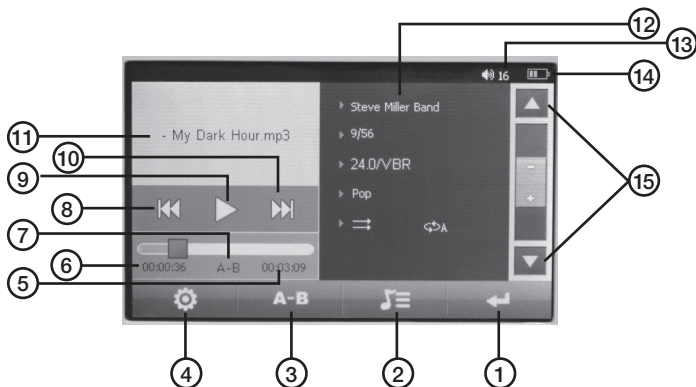 12
13
16
14
Steve Miller Band
11
- My Dark Hour.mp3
9/56
10
24.0/VBR
9
15
8
Pop
7
A
6
00:00:36 A-B 00:03:09
5
A-B
4
3
2
1